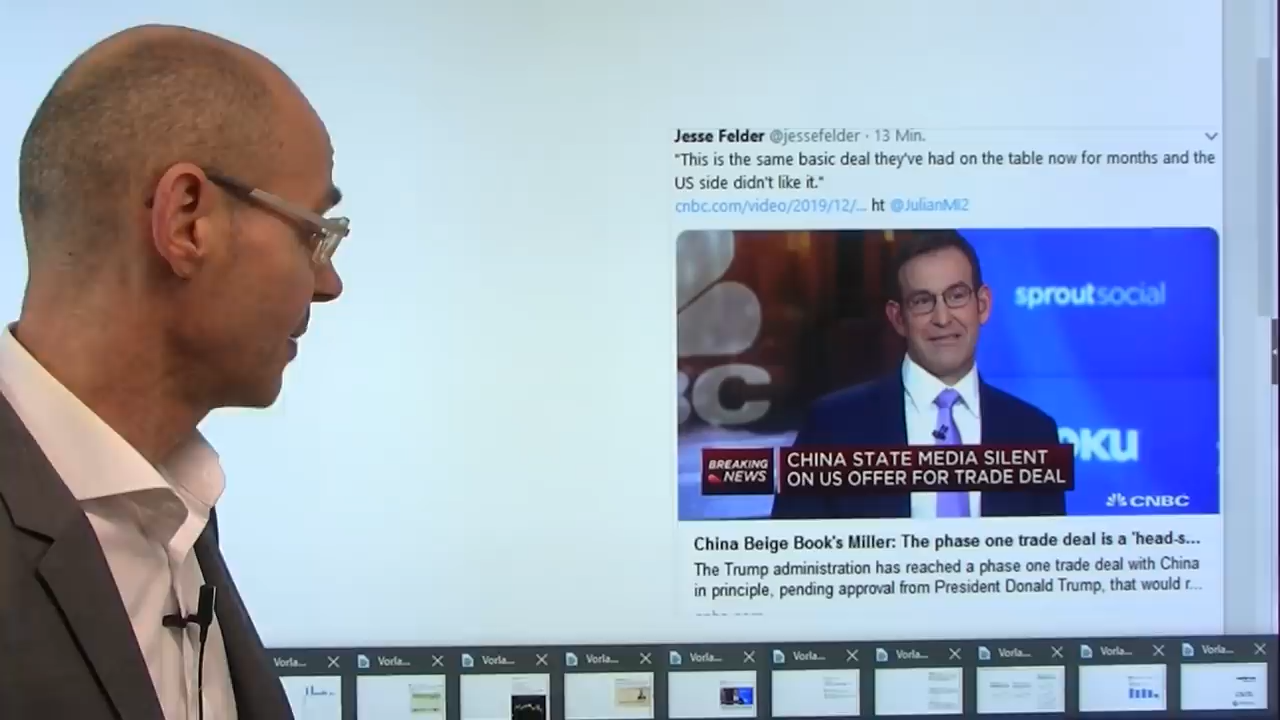 Jesse Felder @jessefelder · 13 Min.
"This is the same basic deal they've had on the table now for months and the
US side didn't like it."
cnbc.com/video/2019/12/... ht @JulianMI2
sproutsocial
BC
OKU
BREAKING
NEWS
CHINA STATE MEDIA SILENT
ON US OFFER FOR TRADE DEAL
CNBC
China Beige Book's Miller: The phase one trade deal is a 'head-s...
The Trump administration has reached a phase one trade deal with China
in principle, pending approval from President Donald Trump, that would r...
Vorla... Vorla... Vorla... Vorla... Vorla... Vorla... Vorla... Vorla... Vorla... Vorla...